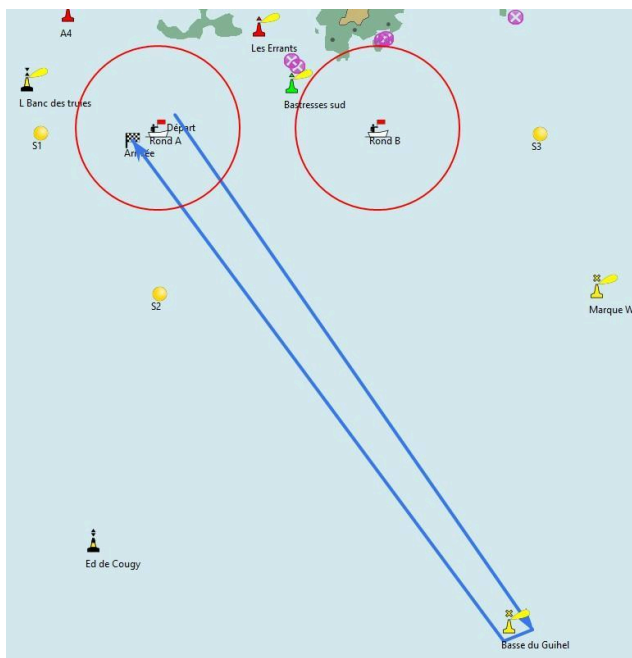 A4
Les Errants
L Banc des truies
Bastresses sud
S1
Départ
Rond A
Arrivée
Rond B
S3
S2
Marque W
Ed de Cougy
Basse du Guihel